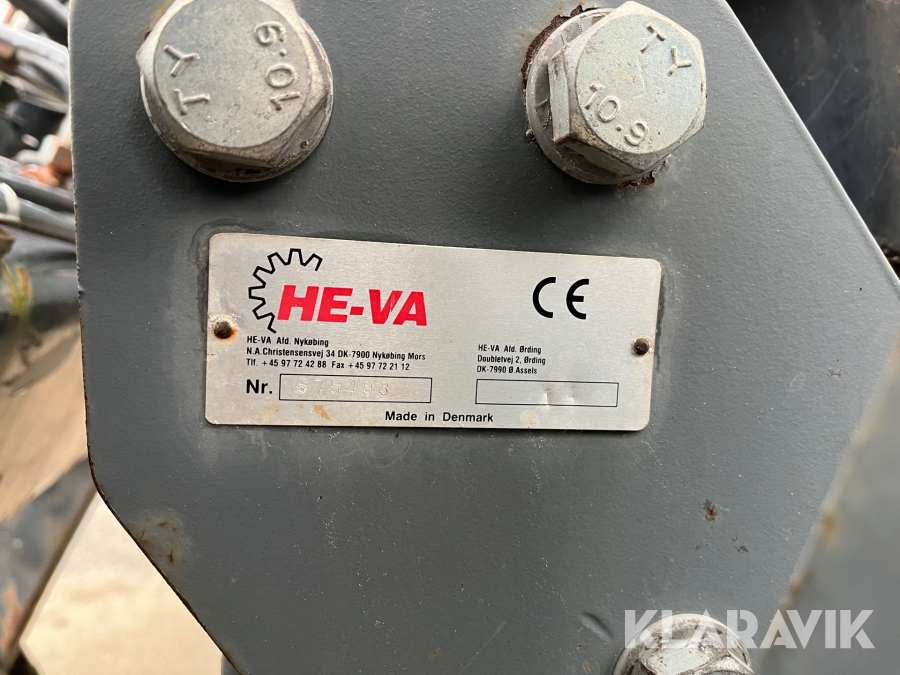 TY
10.9
TY
10.9
HE-VA
CE
HE-VA Afd. Nykøbing
N.A.Christensensvej 34 DK-7900 Nykøbing Mors
Tlf. +45 97 72 42 88 Fax +45 97 72 21 12
HE-VA Afd. Ørding
Doubletvej 2, Ørding
DK-7990 Ø.Assels
Nr.
Made in Denmark
KLARAVIK